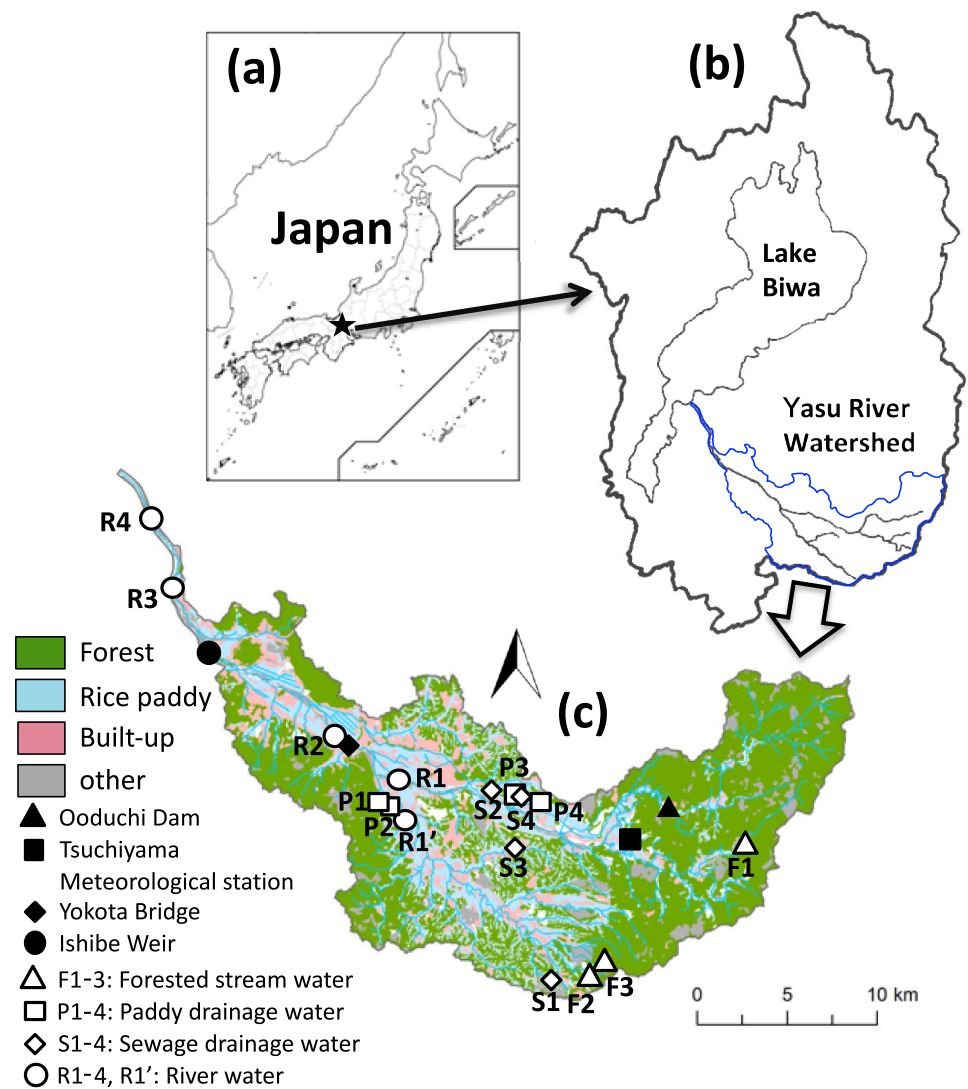 (a)
Japan
(b)
Lake
Biwa
Yasu River
Watershed
R4
R3
(c)
R2
R1
P1
P2
R1’
P3
S2
S4
P4
S3
F1
S1
F2
F3
Forest
Rice paddy
Built-up
other
Ooduchi Dam
Tsuchiyama
Meteorological station
Yokota Bridge
Ishibe Weir
F1-3: Forested stream water
P1-4: Paddy drainage water
S1-4: Sewage drainage water
R1-4, R1’: River water
0 5 10 km